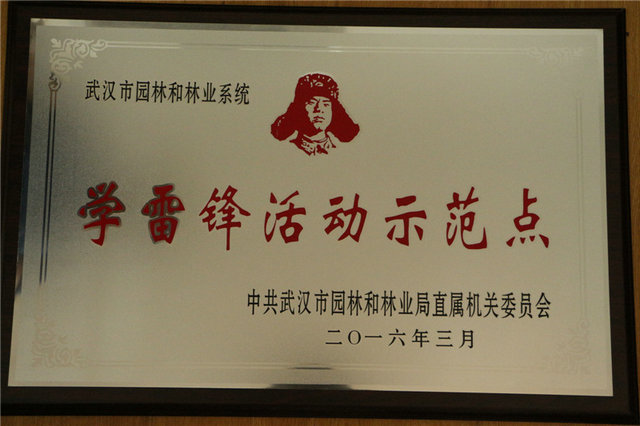 武汉市园林和林业系统
学雷锋活动示范点
中共武汉市园林和林业局直属机关委员会
二〇一六年三月